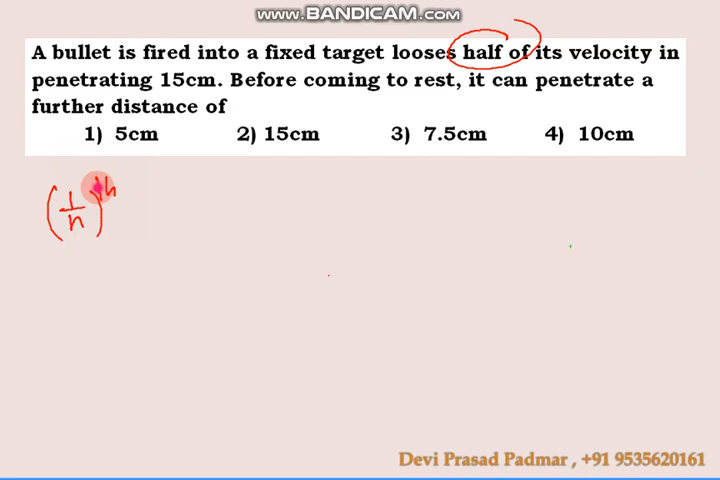 www.BANDICAM.com
A bullet is fired into a fixed target looses half of its velocity in
penetrating 15cm. Before coming to rest, it can penetrate a
further distance of
1) 5cm 2) 15cm 3) 7.5cm 4) 10cm
(1/n)th
Devi Prasad Padmar , +91 9535620161